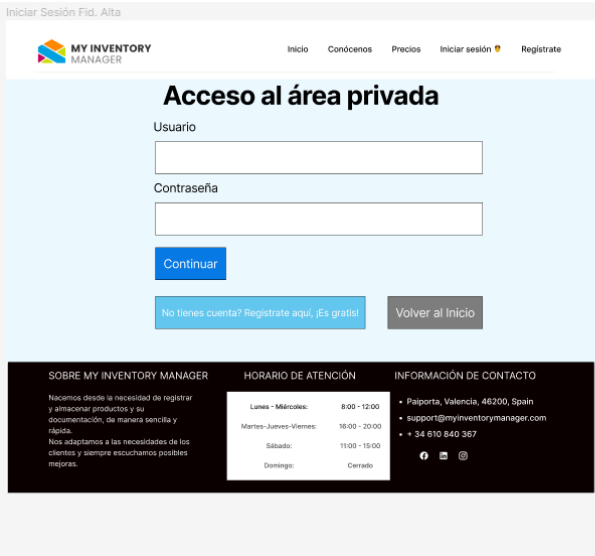 Iniciar Sesión Fid. Alta
MY INVENTORY
MANAGER
Inicio
Conócenos
Precios
Iniciar sesión
Regístrate
Acceso al área privada
Usuario
Contraseña
Continuar
No tienes cuenta? Regístrate aquí, ¡Es gratis!
Volver al Inicio
SOBRE MY INVENTORY MANAGER
Nacemos desde la necesidad de registrar
y almacenar productos y su
documentación, de manera sencilla y
rápida.
Nos adaptamos a las necesidades de los
clientes y siempre escuchamos posibles
mejoras.
HORARIO DE ATENCIÓN
Lunes - Miércoles: 8:00 - 12:00
Martes-Jueves-Viernes: 16:00 - 20:00
Sábado: 11:00 - 15:00
Domingo: Cerrado
INFORMACIÓN DE CONTACTO
• Paiporta, Valencia, 46200, Spain
• support@myinventorymanager.com
• + 34 610 840 367